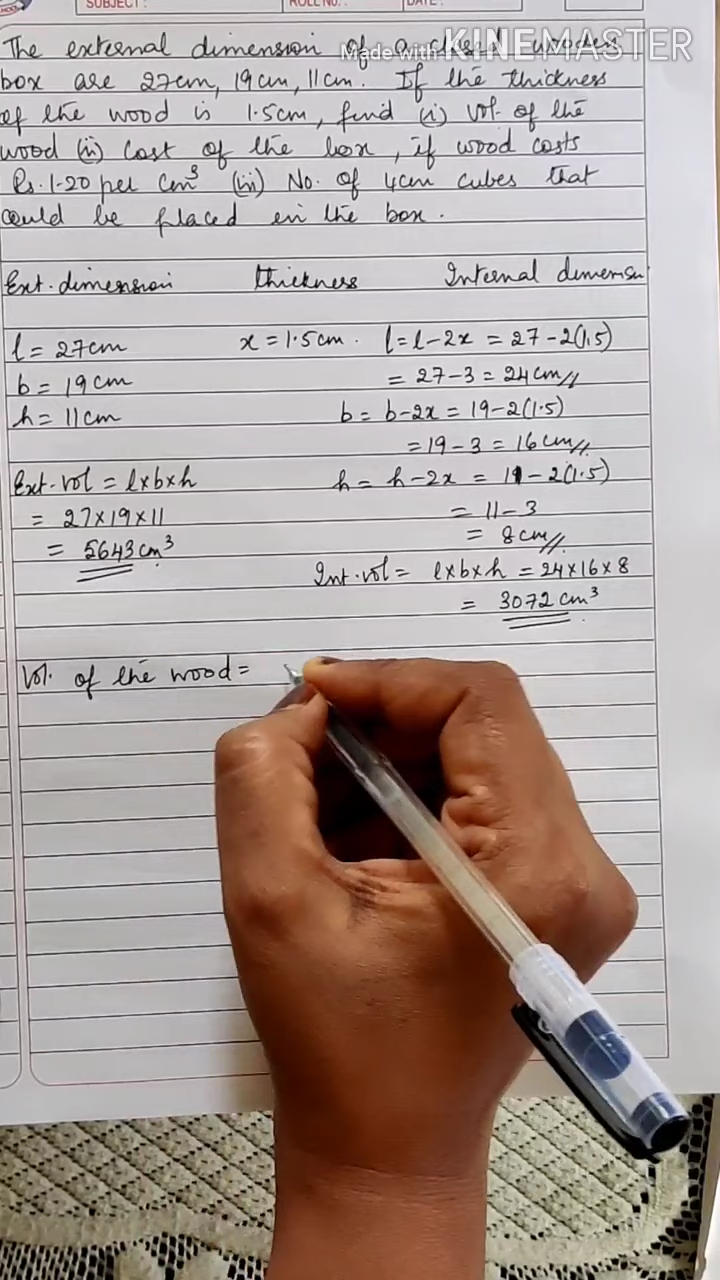 SUBJECT: ROLL No.: DATE:
Made with KINEMASTER
The external dimension of a closed wooden
box are 27cm, 19cm, 11cm. If the thickness
of the wood is 1.5cm, find (i) vol. of the
wood (ii) cost of the box, if wood costs
Rs. 1.20 per cm³ (iii) No. of 4cm cubes that
could be placed in the box.
Ext. dimension thickness Internal dimensi
l = 27cm x = 1.5cm. l = l-2x = 27-2(1.5)
= 27-3 = 24cm//
b = 19cm
h = 11cm b = b-2x = 19-2(1.5)
= 19-3 = 16cm//
Ext. vol = l×b×h h = h-2x = 11-2(1.5)
= 27×19×11 = 11-3
= 5643cm³ = 8cm//
Int. vol = l×b×h = 24×16×8
= 3072cm³
Vol. of the wood =